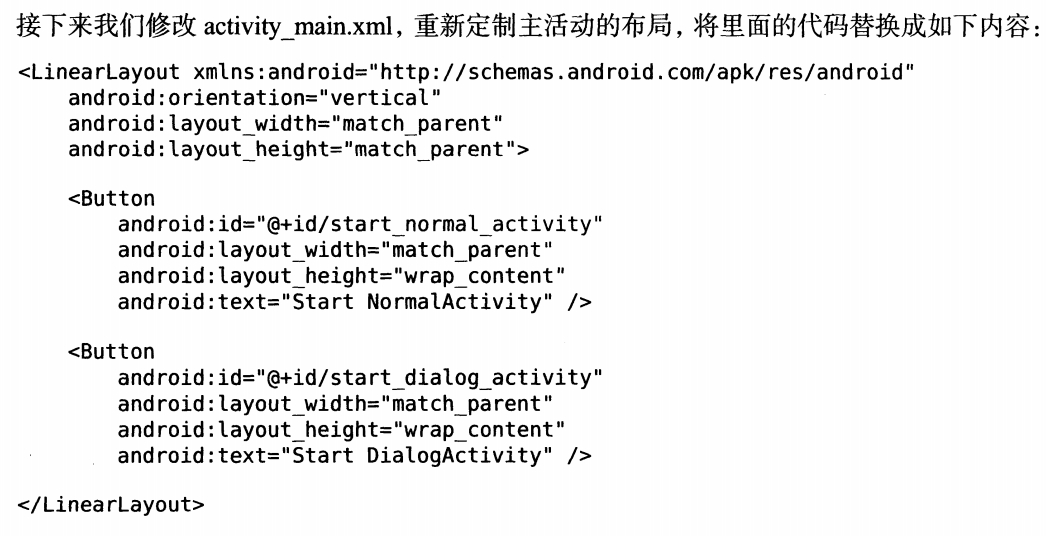 接下来我们修改 activity_main.xml，重新定制主活动的布局，将里面的代码替换成如下内容：
<LinearLayout xmlns:android="http://schemas.android.com/apk/res/android"
    android:orientation="vertical"
    android:layout_width="match_parent"
    android:layout_height="match_parent">

    <Button
        android:id="@+id/start_normal_activity"
        android:layout_width="match_parent"
        android:layout_height="wrap_content"
        android:text="Start NormalActivity" />

    <Button
        android:id="@+id/start_dialog_activity"
        android:layout_width="match_parent"
        android:layout_height="wrap_content"
        android:text="Start DialogActivity" />

</LinearLayout>